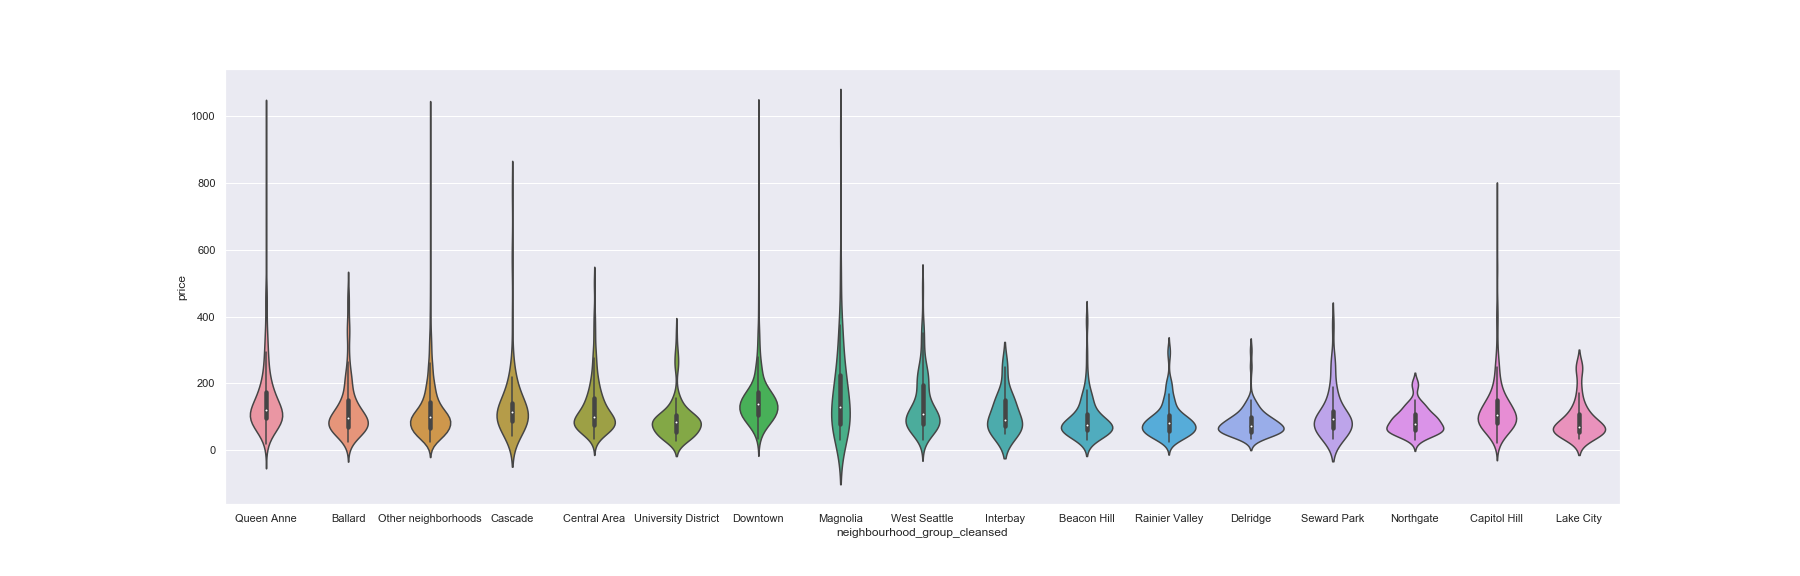 1000
800
600
400
200
0
price
Queen Anne
Ballard
Other neighborhoods
Cascade
Central Area
University District
Downtown
Magnolia
West Seattle
Interbay
Beacon Hill
Rainier Valley
Delridge
Seward Park
Northgate
Capitol Hill
Lake City
neighbourhood_group_cleansed